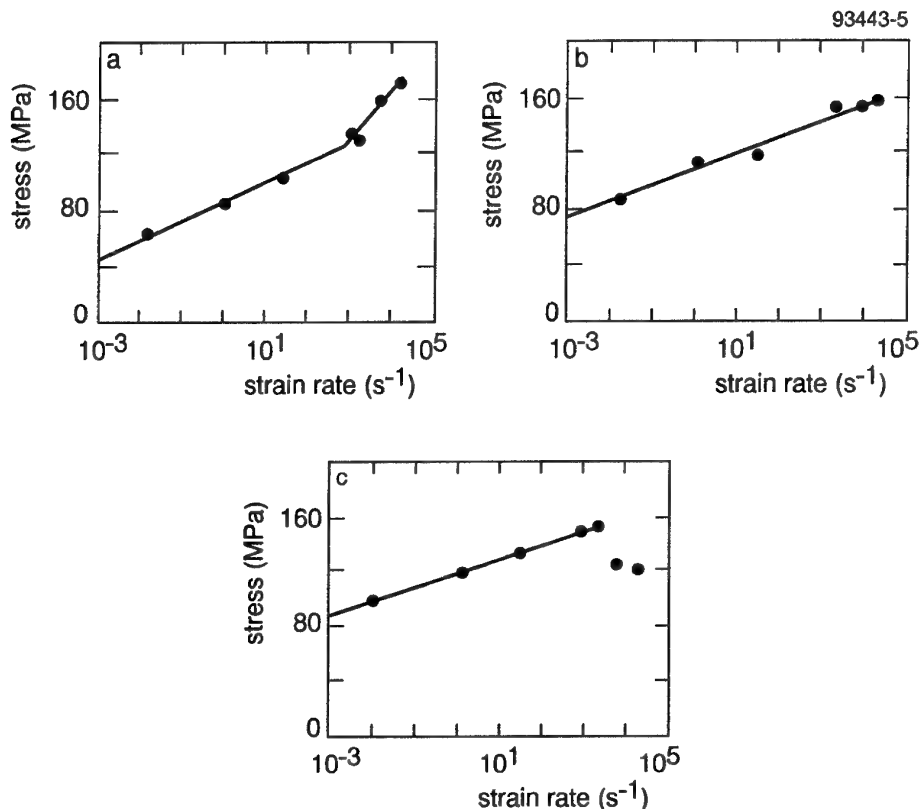 93443-5
a
stress (MPa)
160
80
0
10-3
101
105
strain rate (s-1)
b
stress (MPa)
160
80
0
10-3
101
105
strain rate (s-1)
c
stress (MPa)
160
80
0
10-3
101
105
strain rate (s-1)